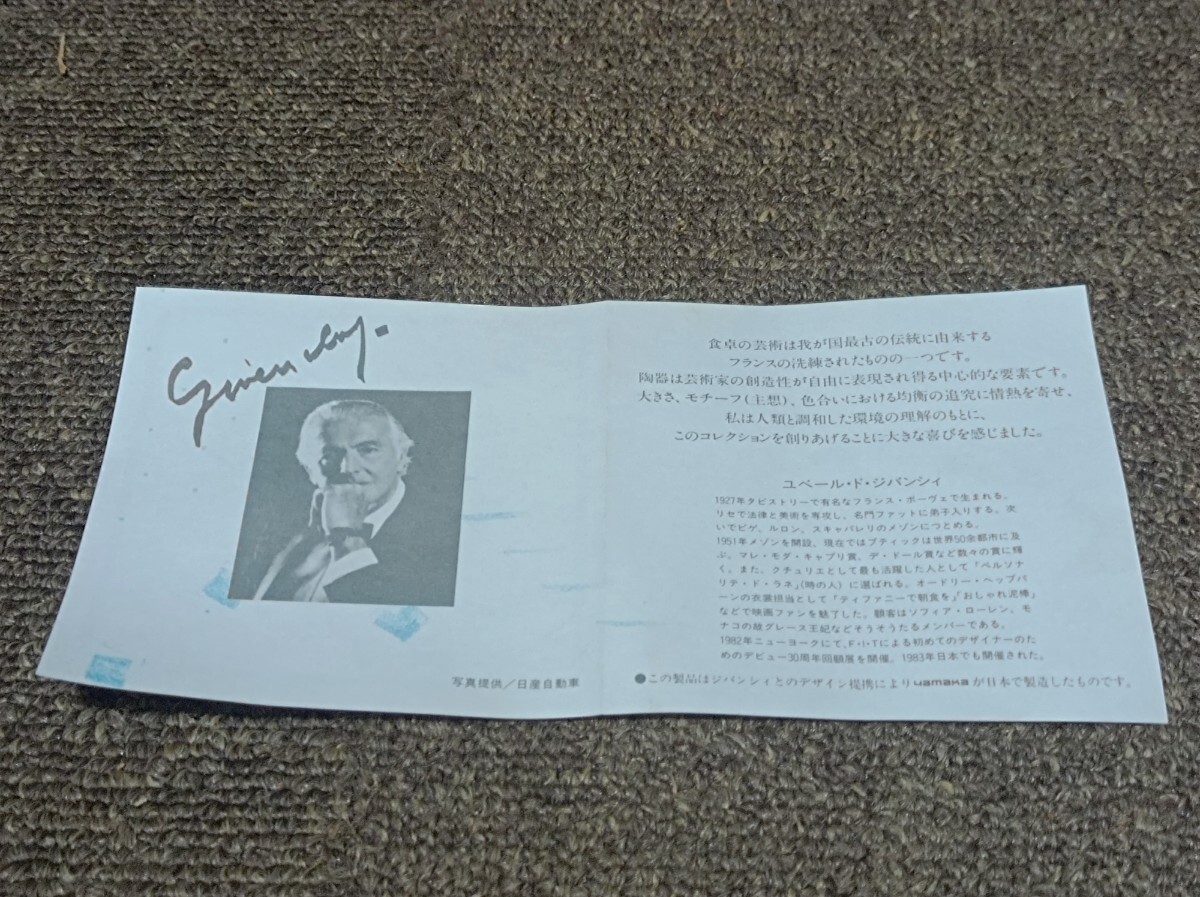 Givenchy.
写真提供／日産自動車
食卓の芸術は我が国最古の伝統に由来する
フランスの洗練されたものの一つです。
陶器は芸術家の創造性が自由に表現され得る中心的な要素です。
大きさ、モチーフ(主想)、色合いにおける均衡の追究に情熱を寄せ、
私は人類と調和した環境の理解のもとに、
このコレクションを創りあげることに大きな喜びを感じました。
ユベール・ド・ジバンシィ
1927年タピストリーで有名なフランス・ボーヴェで生まれる。
リセで法律と美術を専攻し、名門ファットに弟子入りする。次
いでピゲ、ルロン、スキャパレリのメゾンにつとめる。
1951年メゾンを開設、現在ではブティックは世界50余都市に及
ぶ。マレ・モダ・キャプリ賞、デ・ドール賞など数々の賞に輝
く。また、クチュリエとして最も活躍した人として「ペルソナ
リテ・ド・ラネ」(時の人)に選ばれる。オードリー・ヘップバ
ーンの衣裳担当として「ティファニーで朝食を」「おしゃれ泥棒」
などで映画ファンを魅了した。顧客はソフィア・ローレン、モ
ナコの故グレース王妃などそうそうたるメンバーである。
1982年ニューヨークにて、F・I・Tによる初めてのデザイナーのた
めのデビュー30周年回顧展を開催、1983年日本でも開催された。
●この製品はジバンシィとのデザイン提携によりyamakaが日本で製造したものです。